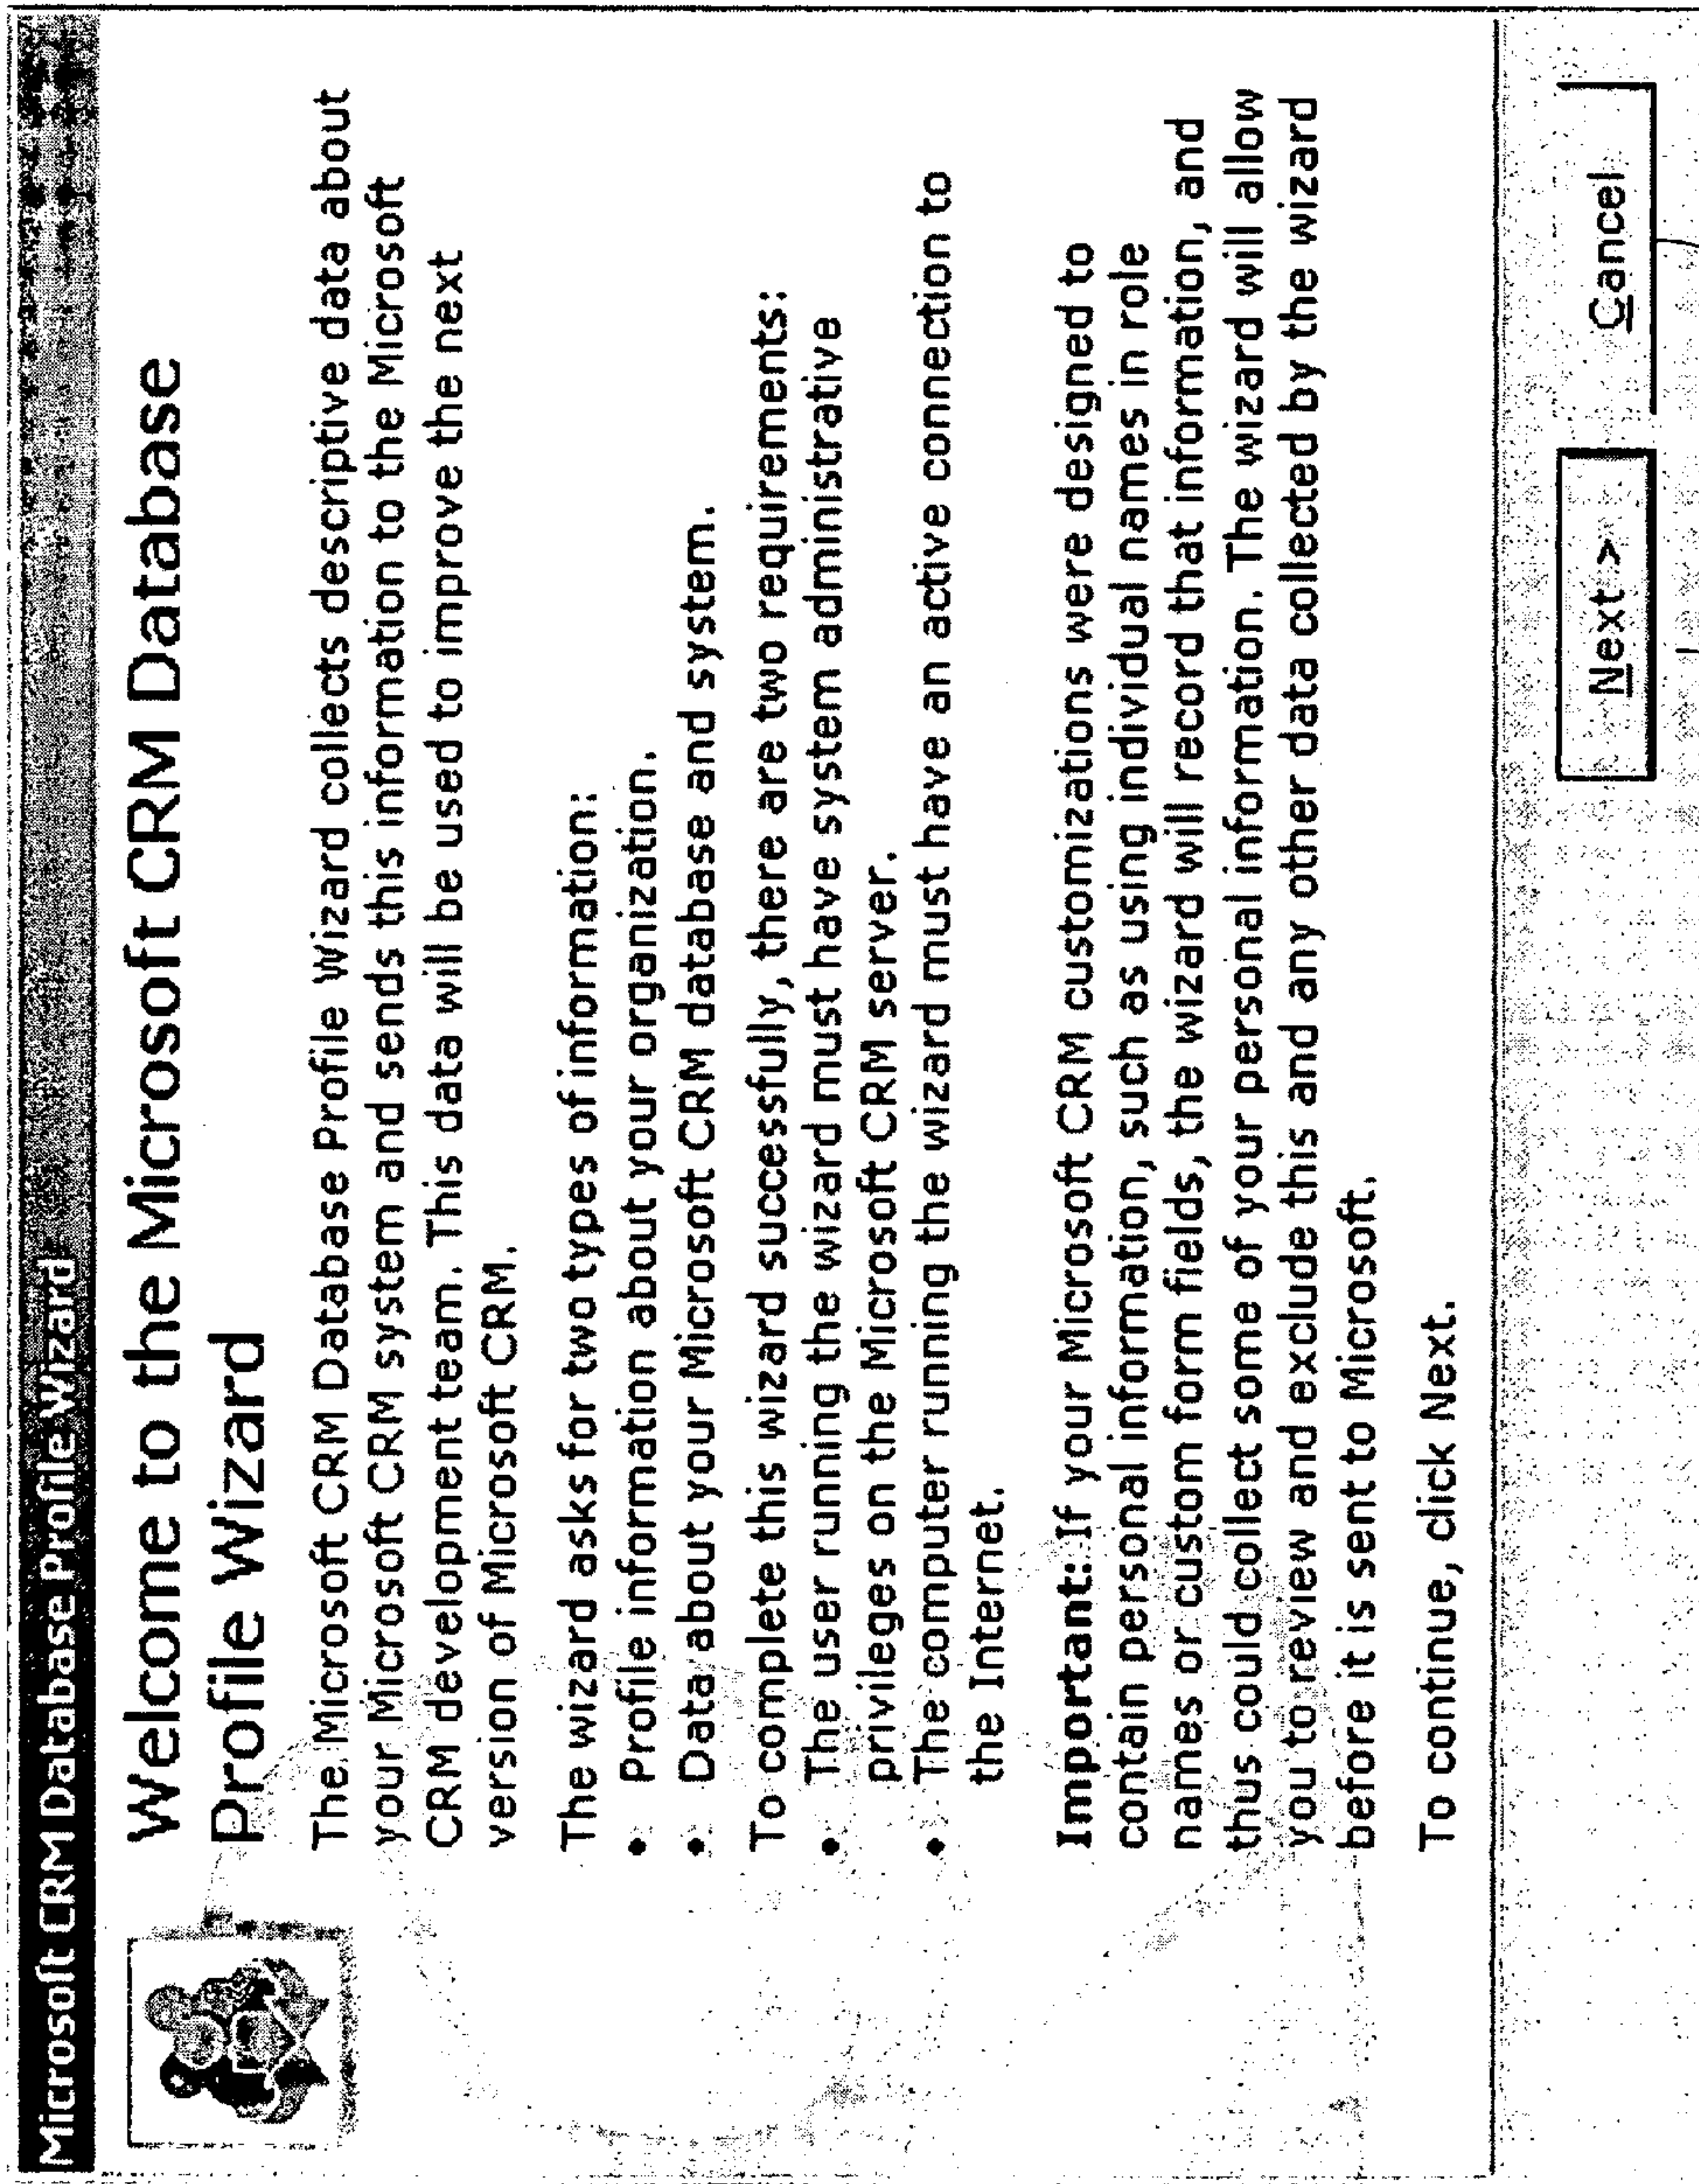 Microsoft CRM Database Profile Wizard
Welcome to the Microsoft CRM Database
Profile Wizard
The Microsoft CRM Database Profile Wizard collects descriptive data about
your Microsoft CRM system and sends this information to the Microsoft
CRM development team. This data will be used to improve the next
version of Microsoft CRM.
The wizard asks for two types of information:
• Profile information about your organization.
• Data about your Microsoft CRM database and system.
To complete this wizard successfully, there are two requirements:
• The user running the wizard must have system administrative
privileges on the Microsoft CRM server.
• The computer running the wizard must have an active connection to
the Internet.
Important: If your Microsoft CRM customizations were designed to
contain personal information, such as using individual names in role
names or custom form fields, the wizard will record that information, and
thus could collect some of your personal information. The wizard will allow
you to review and exclude this and any other data collected by the wizard
before it is sent to Microsoft.
To continue, click Next.
Next > Cancel